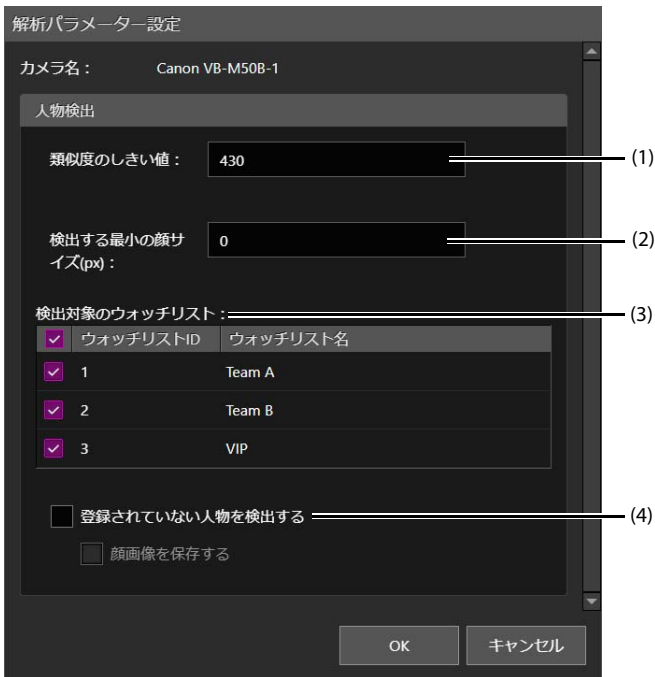 解析パラメーター設定
カメラ名： Canon VB-M50B-1
人物検出
類似度のしきい値： 430 (1)
検出する最小の顔サ
イズ(px)： 0 (2)
検出対象のウォッチリスト： (3)
ウォッチリストID ウォッチリスト名
1 Team A
2 Team B
3 VIP
登録されていない人物を検出する (4)
顔画像を保存する
OK キャンセル